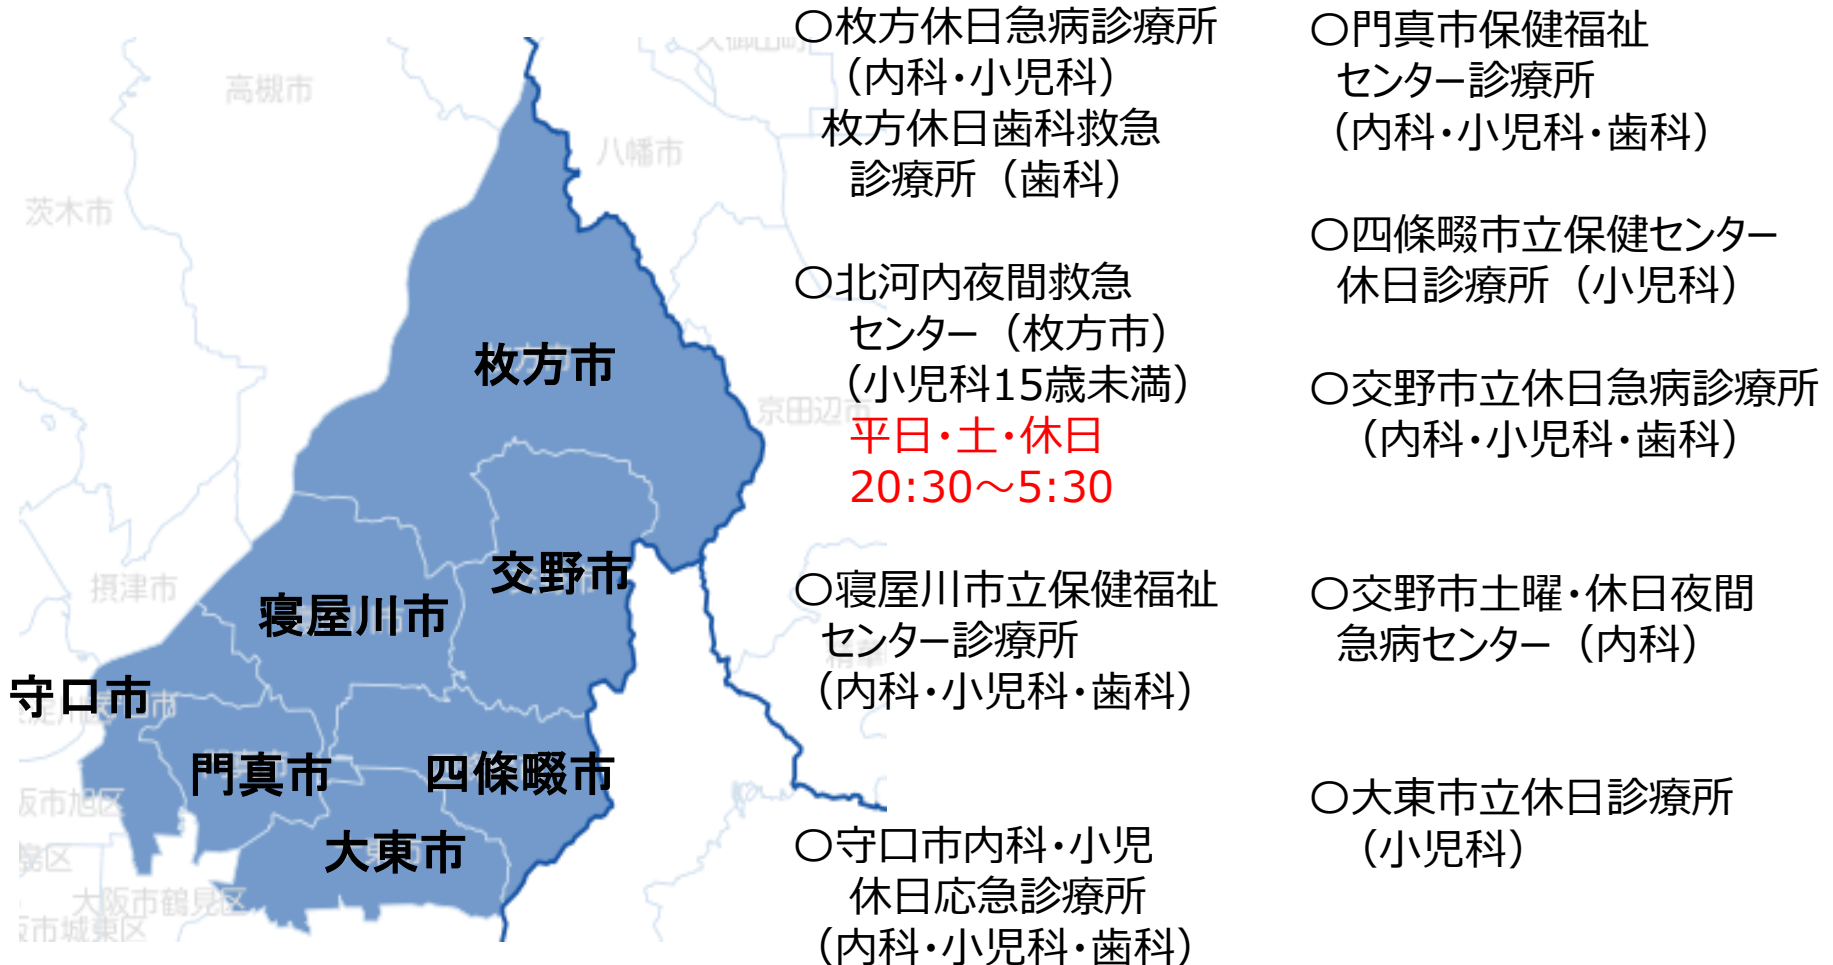 高槻市
八幡市
茨木市
京田辺市
摂津市
大阪市鶴見区
枚方市
交野市
寝屋川市
守口市
門真市
四條畷市
大東市
〇枚方休日急病診療所
（内科・小児科）
枚方休日歯科救急
診療所（歯科）
〇北河内夜間救急
センター（枚方市）
（小児科15歳未満）
平日・土・休日
20:30～5:30
〇寝屋川市立保健福祉
センター診療所
（内科・小児科・歯科）
〇守口市内科・小児
休日応急診療所
（内科・小児科・歯科）
〇門真市保健福祉
センター診療所
（内科・小児科・歯科）
〇四條畷市立保健センター
休日診療所（小児科）
〇交野市立休日急病診療所
（内科・小児科・歯科）
〇交野市土曜・休日夜間
急病センター（内科）
〇大東市立休日診療所
（小児科）